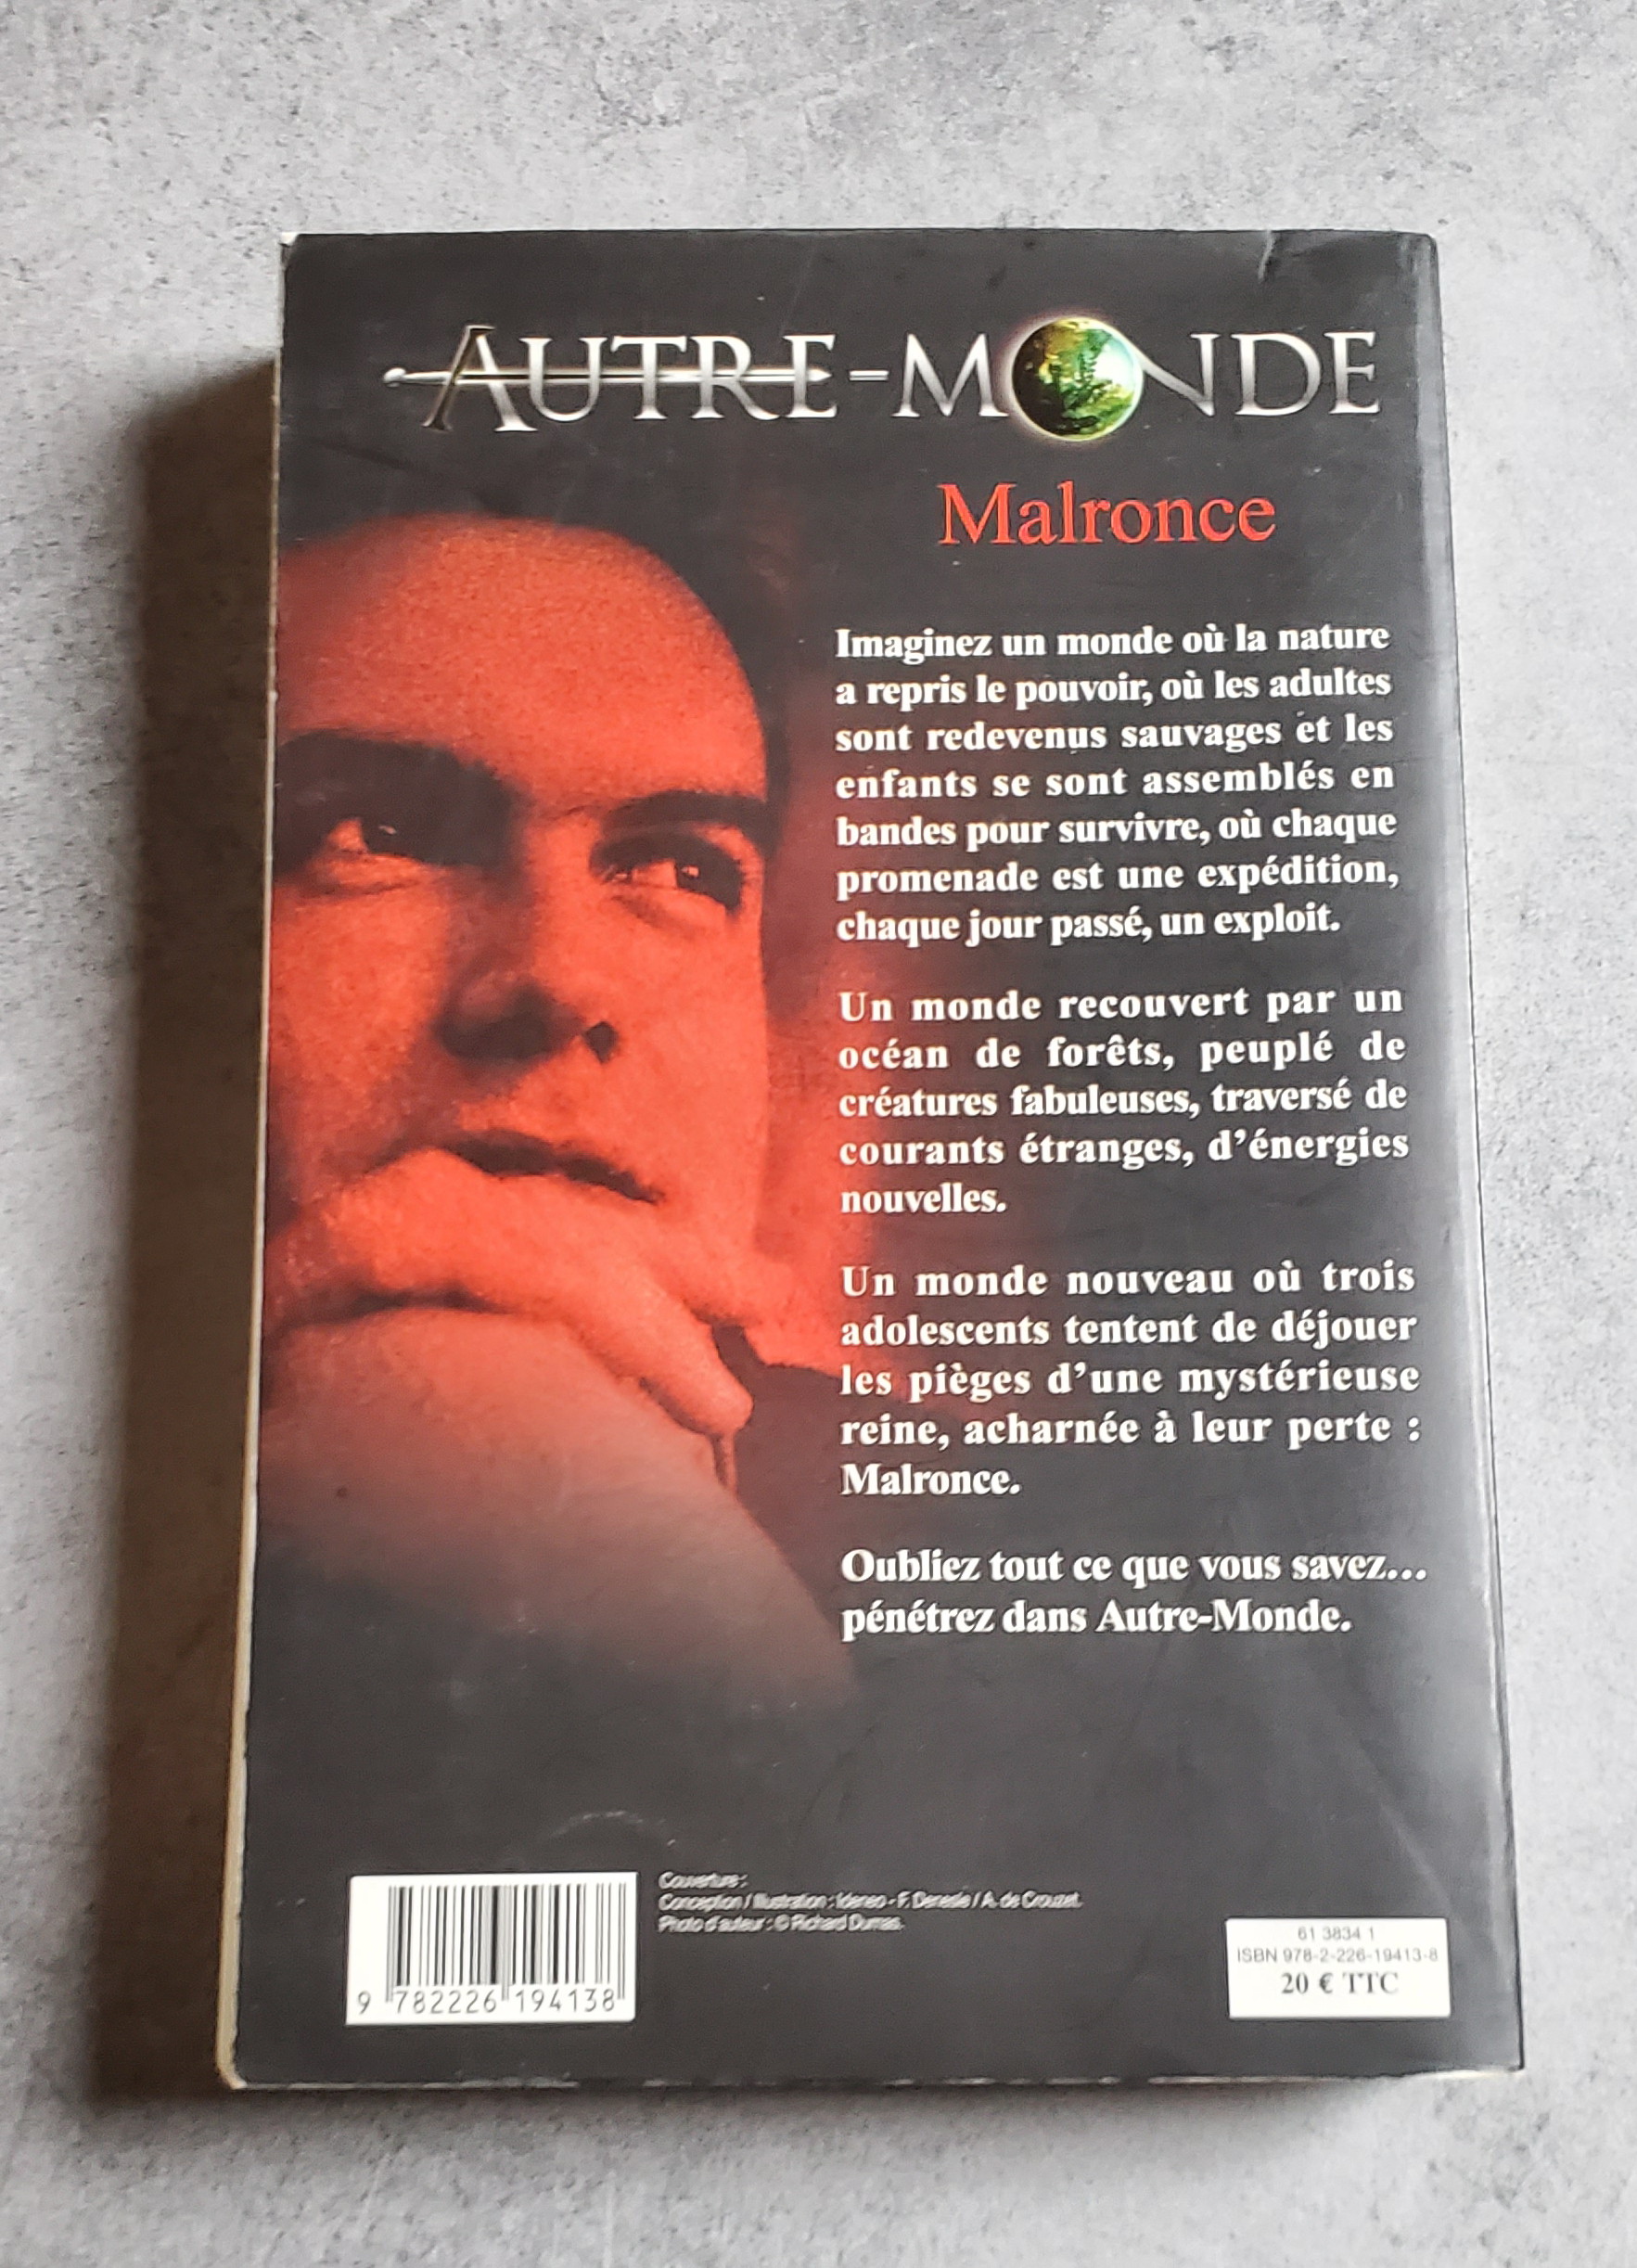 AUTRE-MONDE
Malronce
Imaginez un monde où la nature
a repris le pouvoir, où les adultes
sont redevenus sauvages et les
enfants se sont assemblés en
bandes pour survivre, où chaque
promenade est une expédition,
chaque jour passé, un exploit.
Un monde recouvert par un
océan de forêts, peuplé de
créatures fabuleuses, traversé de
courants étranges, d’énergies
nouvelles.
Un monde nouveau où trois
adolescents tentent de déjouer
les pièges d’une mystérieuse
reine, acharnée à leur perte :
Malronce.
Oubliez tout ce que vous savez...
pénétrez dans Autre-Monde.
Couverture :
Conception / Illustration : - F. / A. de Crouzet.
Photo d'auteur : © Richard Dumas.
9 782226 194138
61 3834 1
ISBN 978-2-226-19413-8
20 € TTC